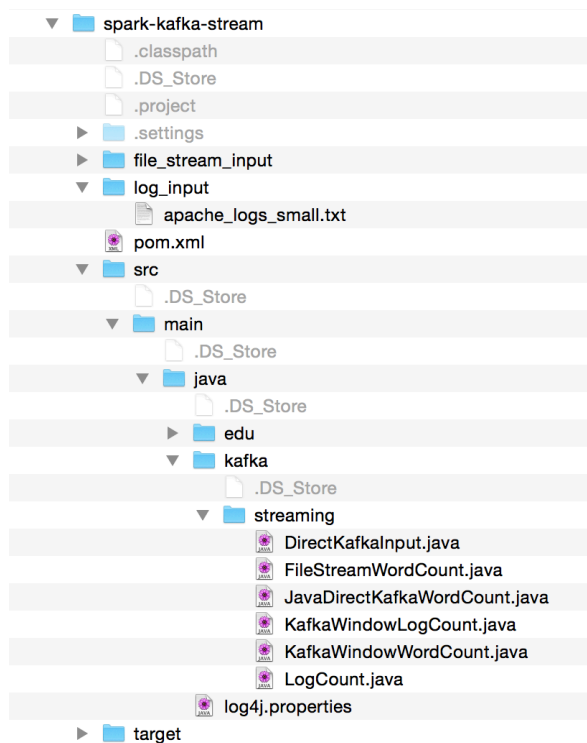 spark-kafka-stream
.classpath
.DS_Store
.project
.settings
file_stream_input
log_input
apache_logs_small.txt
pom.xml
src
.DS_Store
main
.DS_Store
java
.DS_Store
edu
kafka
.DS_Store
streaming
DirectKafkaInput.java
FileStreamWordCount.java
JavaDirectKafkaWordCount.java
KafkaWindowLogCount.java
KafkaWindowWordCount.java
LogCount.java
log4j.properties
target